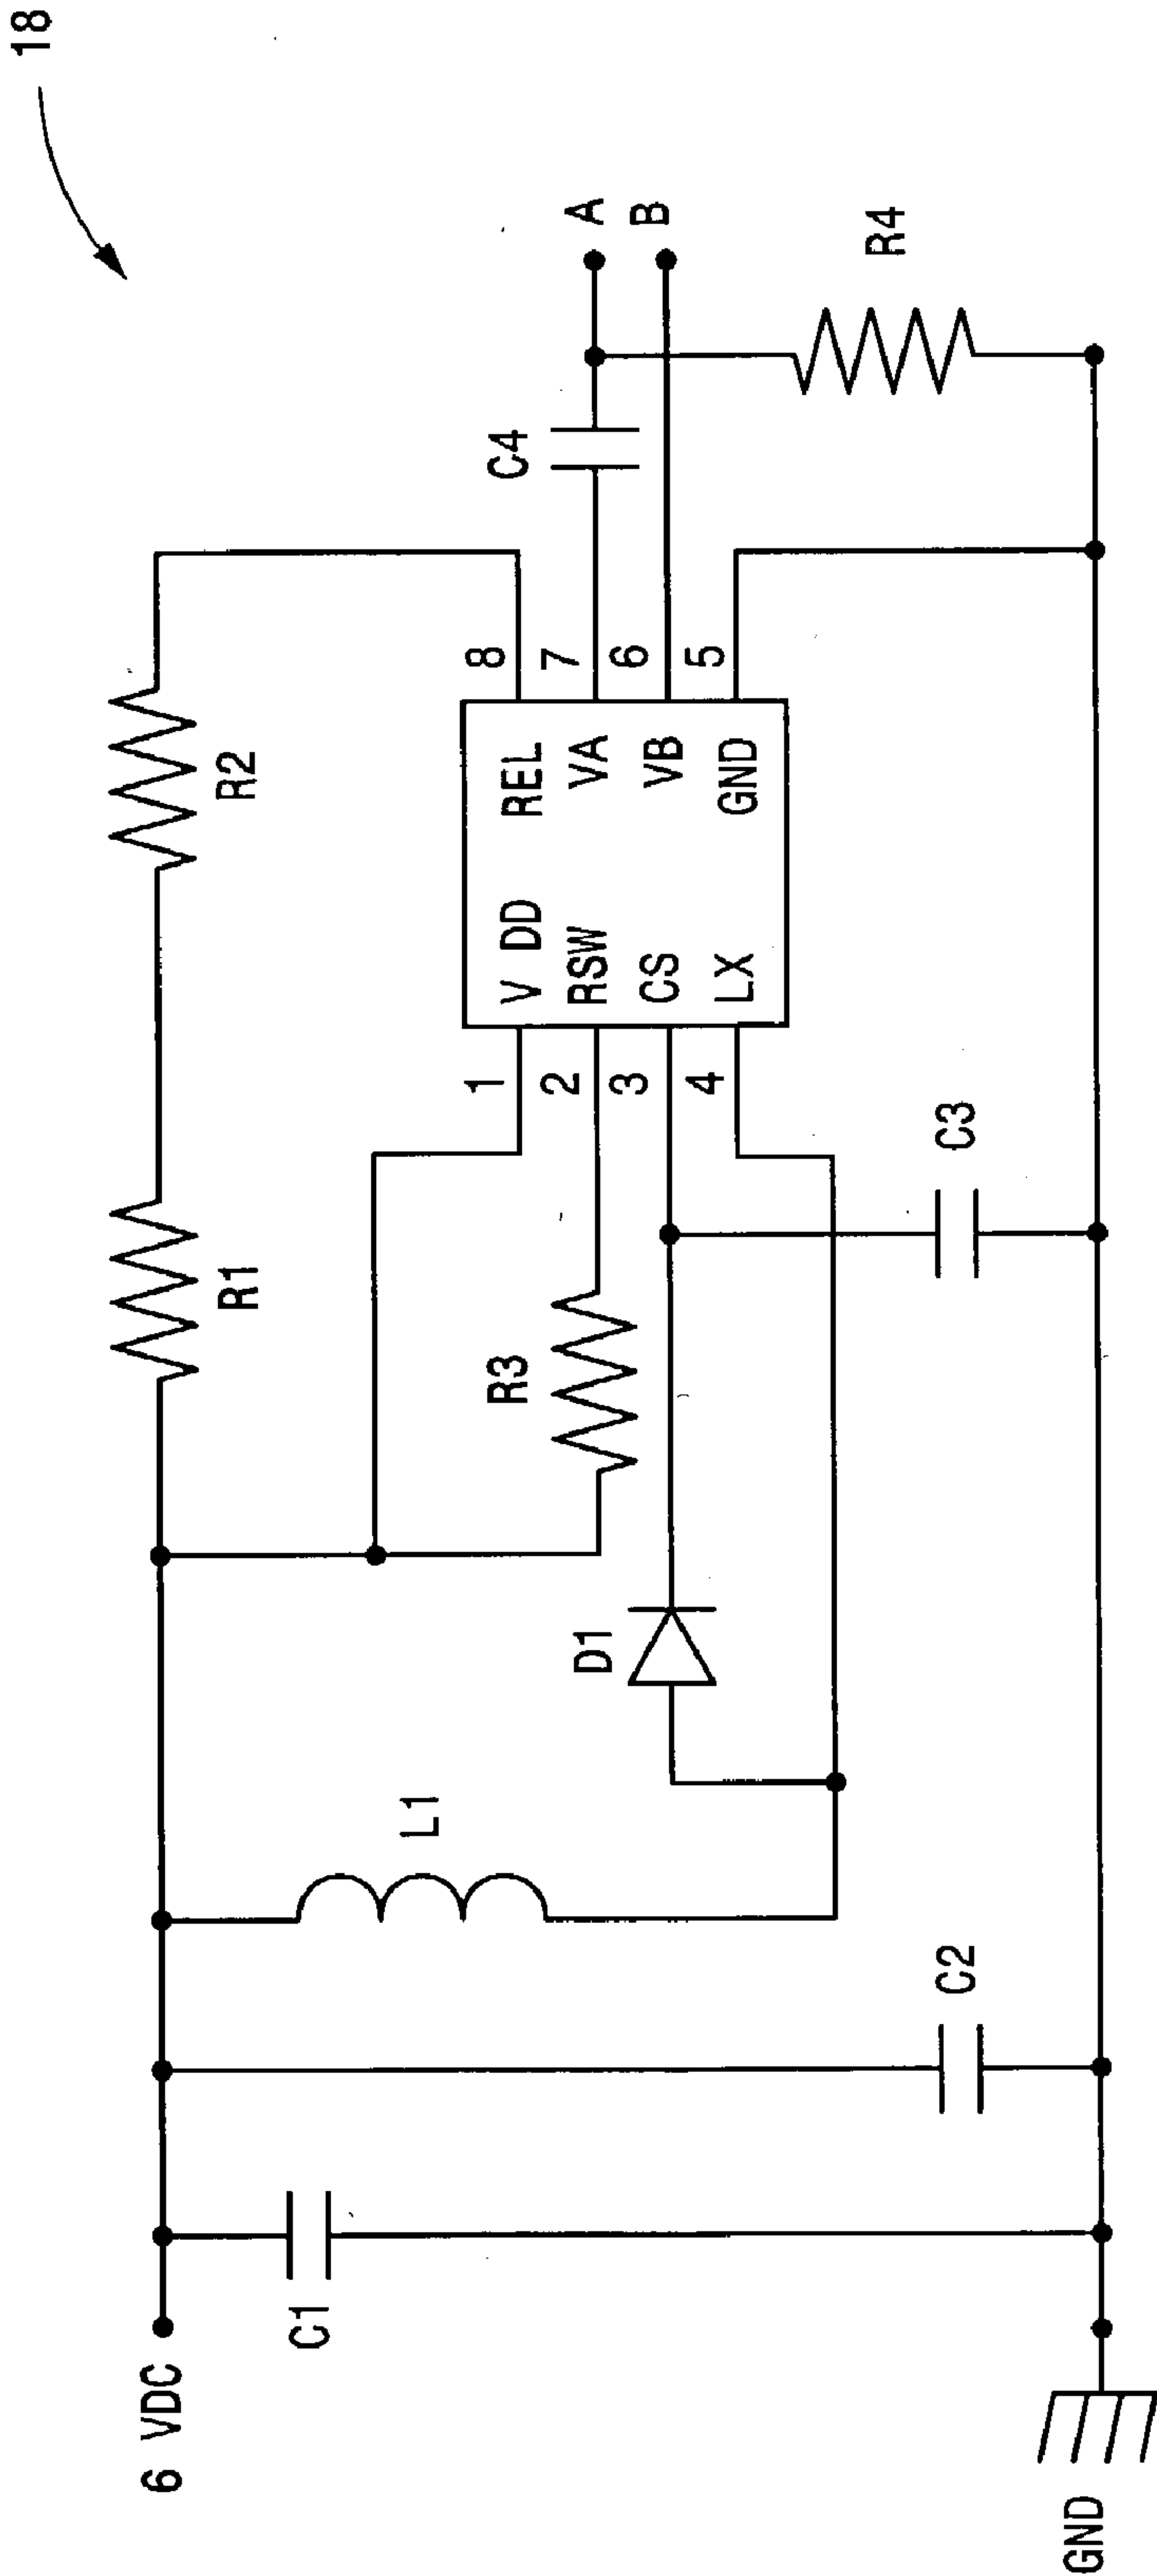 18
6 VDC
C1
C2
L1
D1
R1
R2
R3
1
2
3
4
V DD
RSW
CS
LX
REL
VA
VB
GND
8
7
6
5
C3
C4
A
B
R4
GND